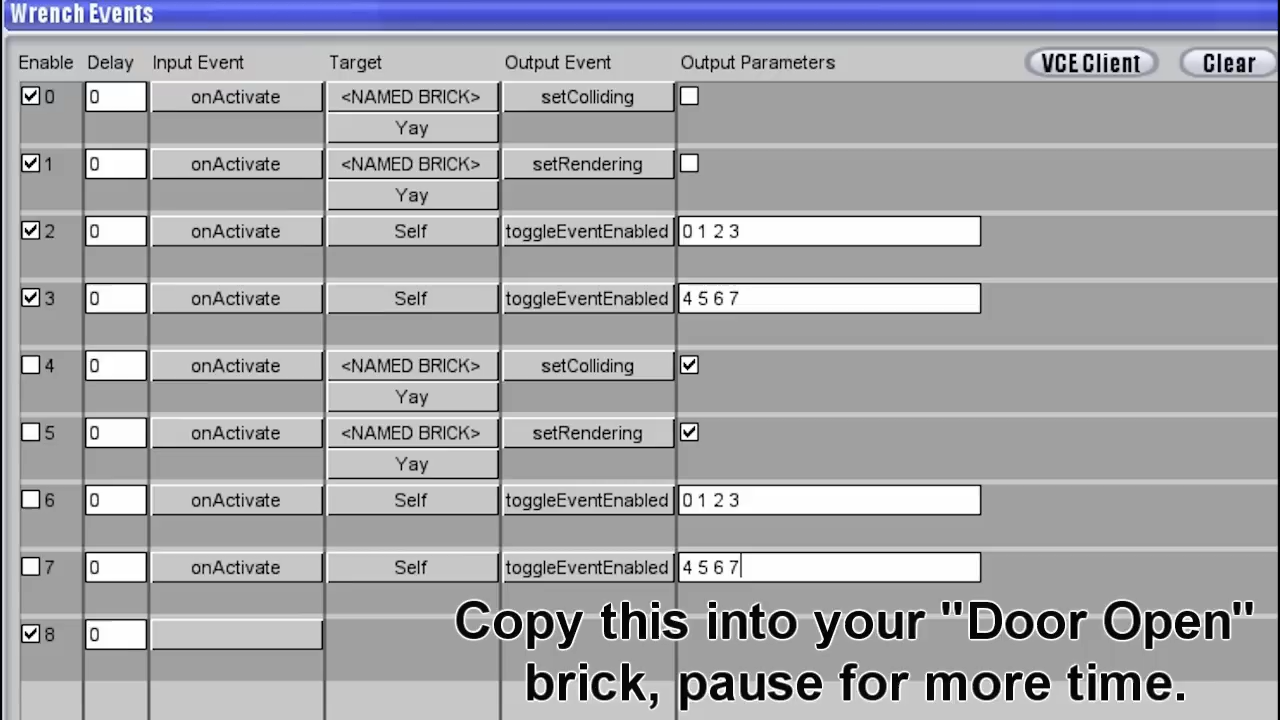 Wrench Events
Enable Delay Input Event Target Output Event Output Parameters VCE Client Clear
0 0 onActivate <NAMED BRICK> setColliding
Yay
1 0 onActivate <NAMED BRICK> setRendering
Yay
2 0 onActivate Self toggleEventEnabled 0 1 2 3
3 0 onActivate Self toggleEventEnabled 4 5 6 7
4 0 onActivate <NAMED BRICK> setColliding
Yay
5 0 onActivate <NAMED BRICK> setRendering
Yay
6 0 onActivate Self toggleEventEnabled 0 1 2 3
7 0 onActivate Self toggleEventEnabled 4 5 6 7
8 0
Copy this into your "Door Open"
brick, pause for more time.